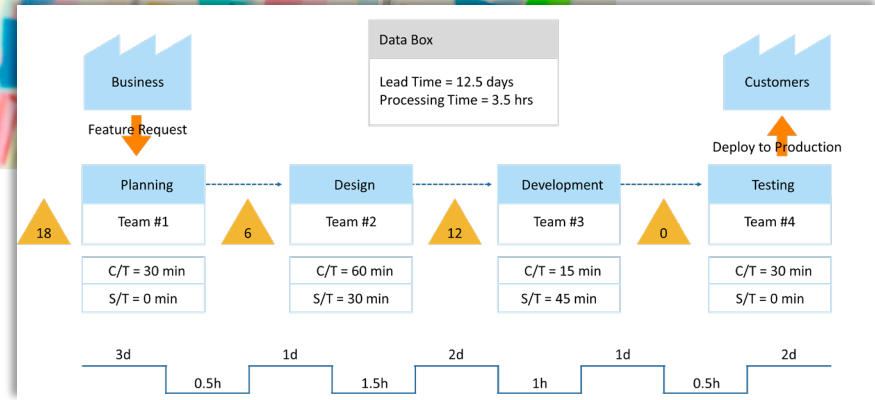 Data Box
Lead Time = 12.5 days
Processing Time = 3.5 hrs
Business
Customers
Feature Request
Deploy to Production
Planning
Design
Development
Testing
18
Team #1
6
Team #2
12
Team #3
0
Team #4
C/T = 30 min
C/T = 60 min
C/T = 15 min
C/T = 30 min
S/T = 0 min
S/T = 30 min
S/T = 45 min
S/T = 0 min
3d
1d
2d
1d
2d
0.5h
1.5h
1h
0.5h